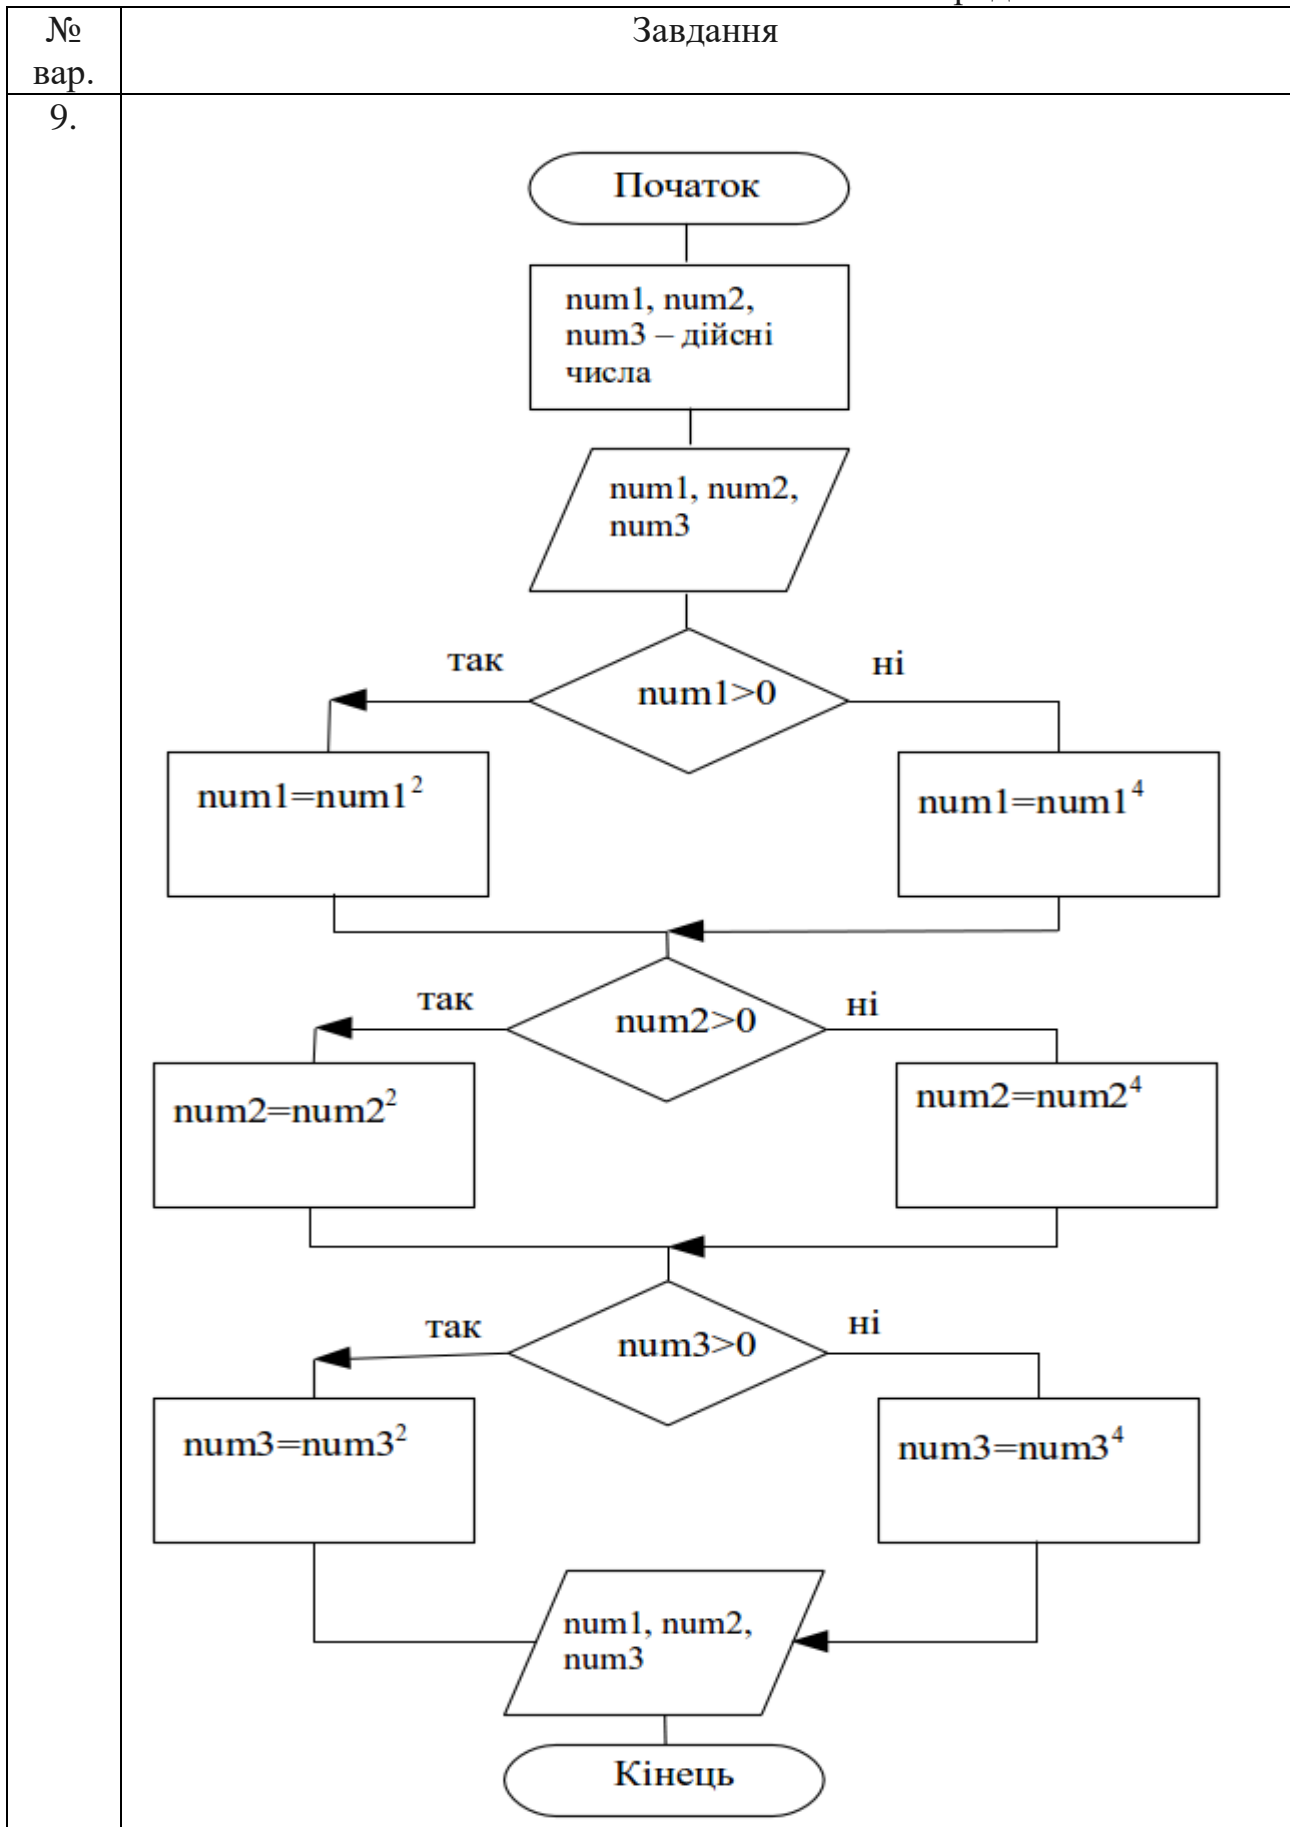 №
вар.
Завдання
9.
Початок
num1, num2,
num3 – дійсні
числа
num1, num2,
num3
так
ні
num1>0
num1=num1²
num1=num1⁴
так
ні
num2>0
num2=num2²
num2=num2⁴
так
ні
num3>0
num3=num3²
num3=num3⁴
num1, num2,
num3
Кінець